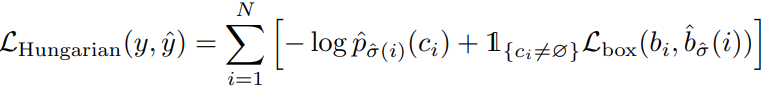 $\mathcal{L}_{\text{Hungarian}}(y, \hat{y}) = \sum_{i=1}^{N} \left[ -\log \hat{p}_{\hat{\sigma}(i)}(c_i) + \mathbb{1}_{\{c_i \neq \varnothing\}} \mathcal{L}_{\text{box}}(b_i, \hat{b}_{\hat{\sigma}}(i)) \right]$